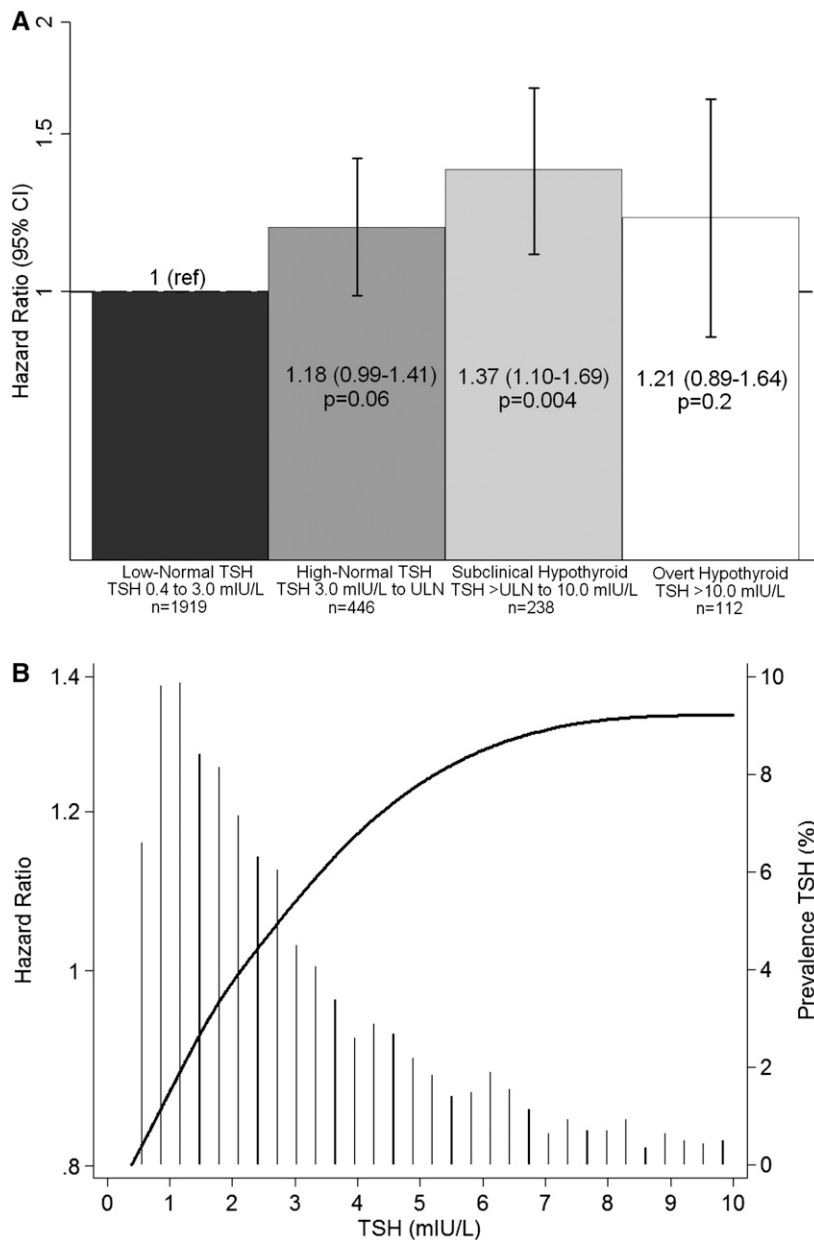 A
2
1.5
1
Hazard Ratio (95% CI)
1 (ref)
1.18 (0.99-1.41)
p=0.06
1.37 (1.10-1.69)
p=0.004
1.21 (0.89-1.64)
p=0.2
Low-Normal TSH
TSH 0.4 to 3.0 mIU/L
n=1919
High-Normal TSH
TSH 3.0 mIU/L to ULN
n=446
Subclinical Hypothyroid
TSH >ULN to 10.0 mIU/L
n=238
Overt Hypothyroid
TSH >10.0 mIU/L
n=112
B
1.4
1.2
1
.8
Hazard Ratio
10
8
6
4
2
0
Prevalence TSH (%)
0 1 2 3 4 5 6 7 8 9 10
TSH (mIU/L)